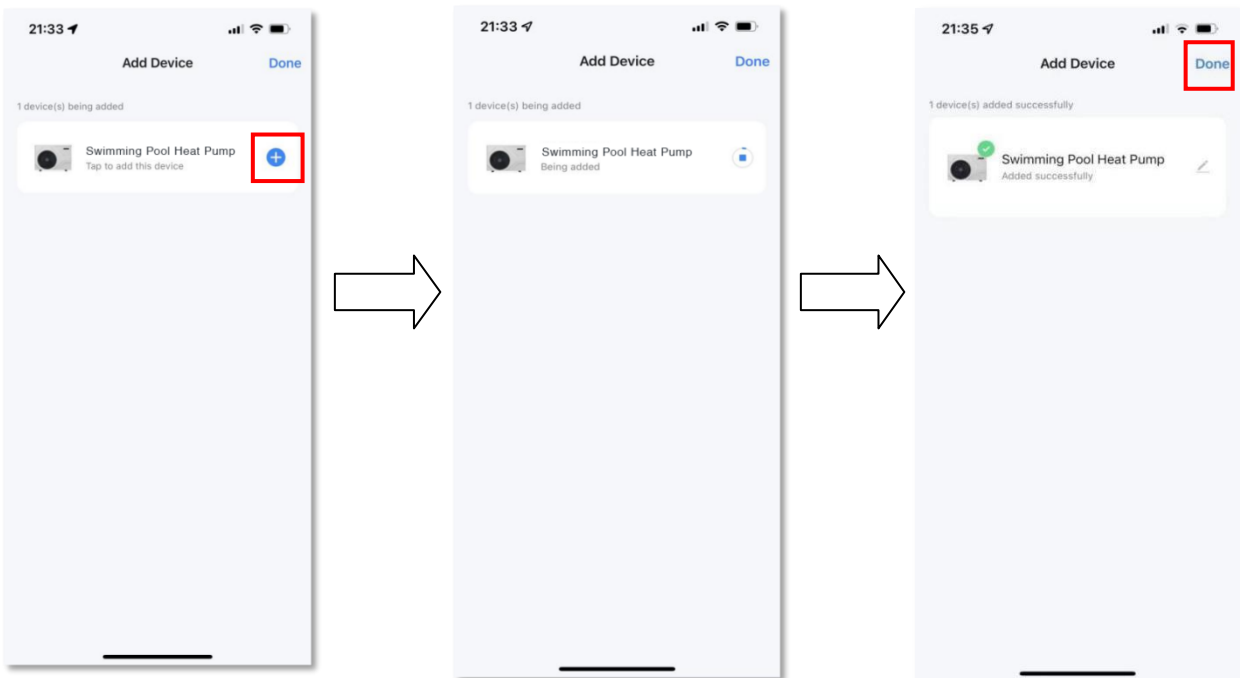 21:33
Add Device
Done
1 device(s) being added
Swimming Pool Heat Pump
Tap to add this device
21:33
Add Device
Done
1 device(s) being added
Swimming Pool Heat Pump
Being added
21:35
Add Device
Done
1 device(s) added successfully
Swimming Pool Heat Pump
Added successfully